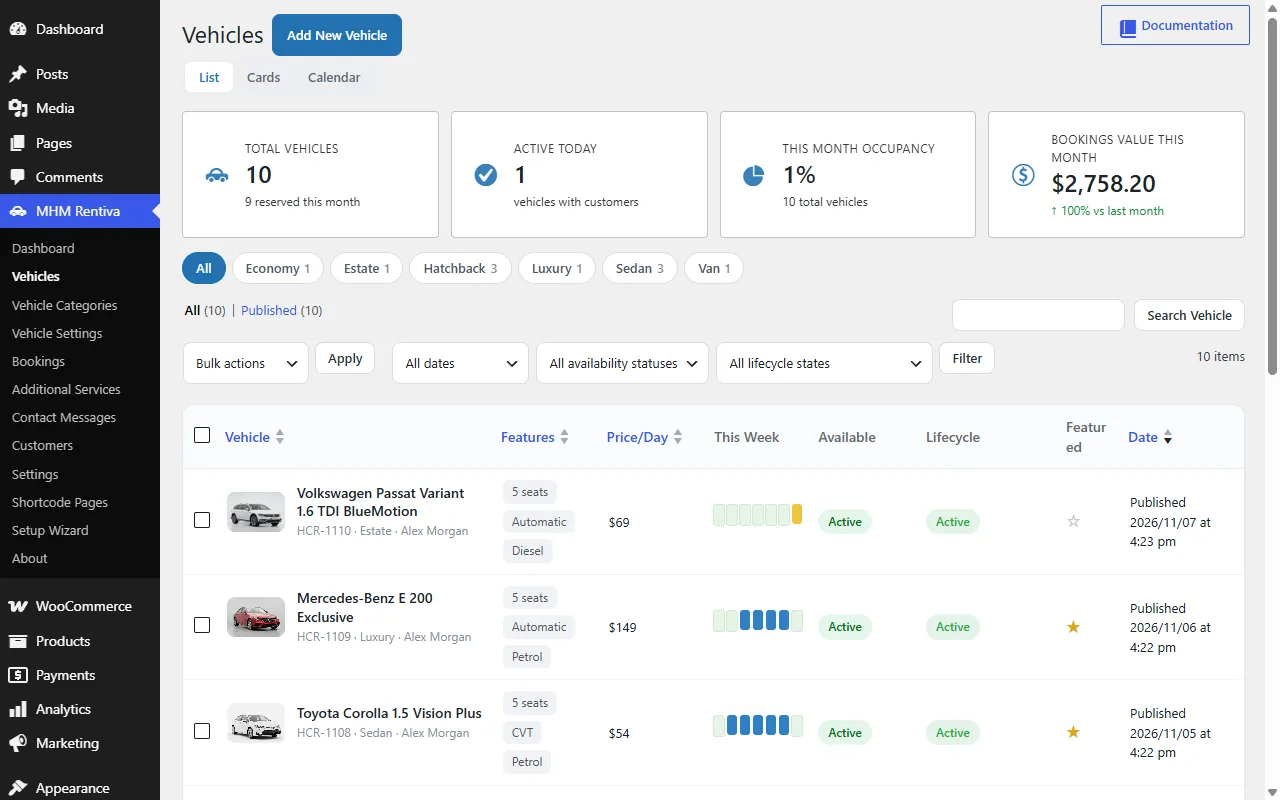 Dashboard
Posts
Media
Pages
Comments
MHM Rentiva
Dashboard
Vehicles
Vehicle Categories
Vehicle Settings
Bookings
Additional Services
Contact Messages
Customers
Settings
Shortcode Pages
Setup Wizard
About
WooCommerce
Products
Payments
Analytics
Marketing
Appearance
Vehicles
Add New Vehicle
Documentation
List Cards Calendar
TOTAL VEHICLES
10
9 reserved this month
ACTIVE TODAY
1
vehicles with customers
THIS MONTH OCCUPANCY
1%
10 total vehicles
BOOKINGS VALUE THIS
MONTH
$2,758.20
↑ 100% vs last month
All Economy 1 Estate 1 Hatchback 3 Luxury 1 Sedan 3 Van 1
All (10) | Published (10)
Search Vehicle
Bulk actions Apply All dates All availability statuses All lifecycle states Filter
10 items
Vehicle Features Price/Day This Week Available Lifecycle Featur
ed Date
Volkswagen Passat Variant
1.6 TDI BlueMotion
HCR-1110 · Estate · Alex Morgan
5 seats
Automatic
Diesel
$69
Active
Active
☆
Published
2026/11/07 at
4:23 pm
Mercedes-Benz E 200
Exclusive
HCR-1109 · Luxury · Alex Morgan
5 seats
Automatic
Petrol
$149
Active
Active
★
Published
2026/11/06 at
4:22 pm
Toyota Corolla 1.5 Vision Plus
HCR-1108 · Sedan · Alex Morgan
5 seats
CVT
Petrol
$54
Active
Active
★
Published
2026/11/05 at
4:22 pm